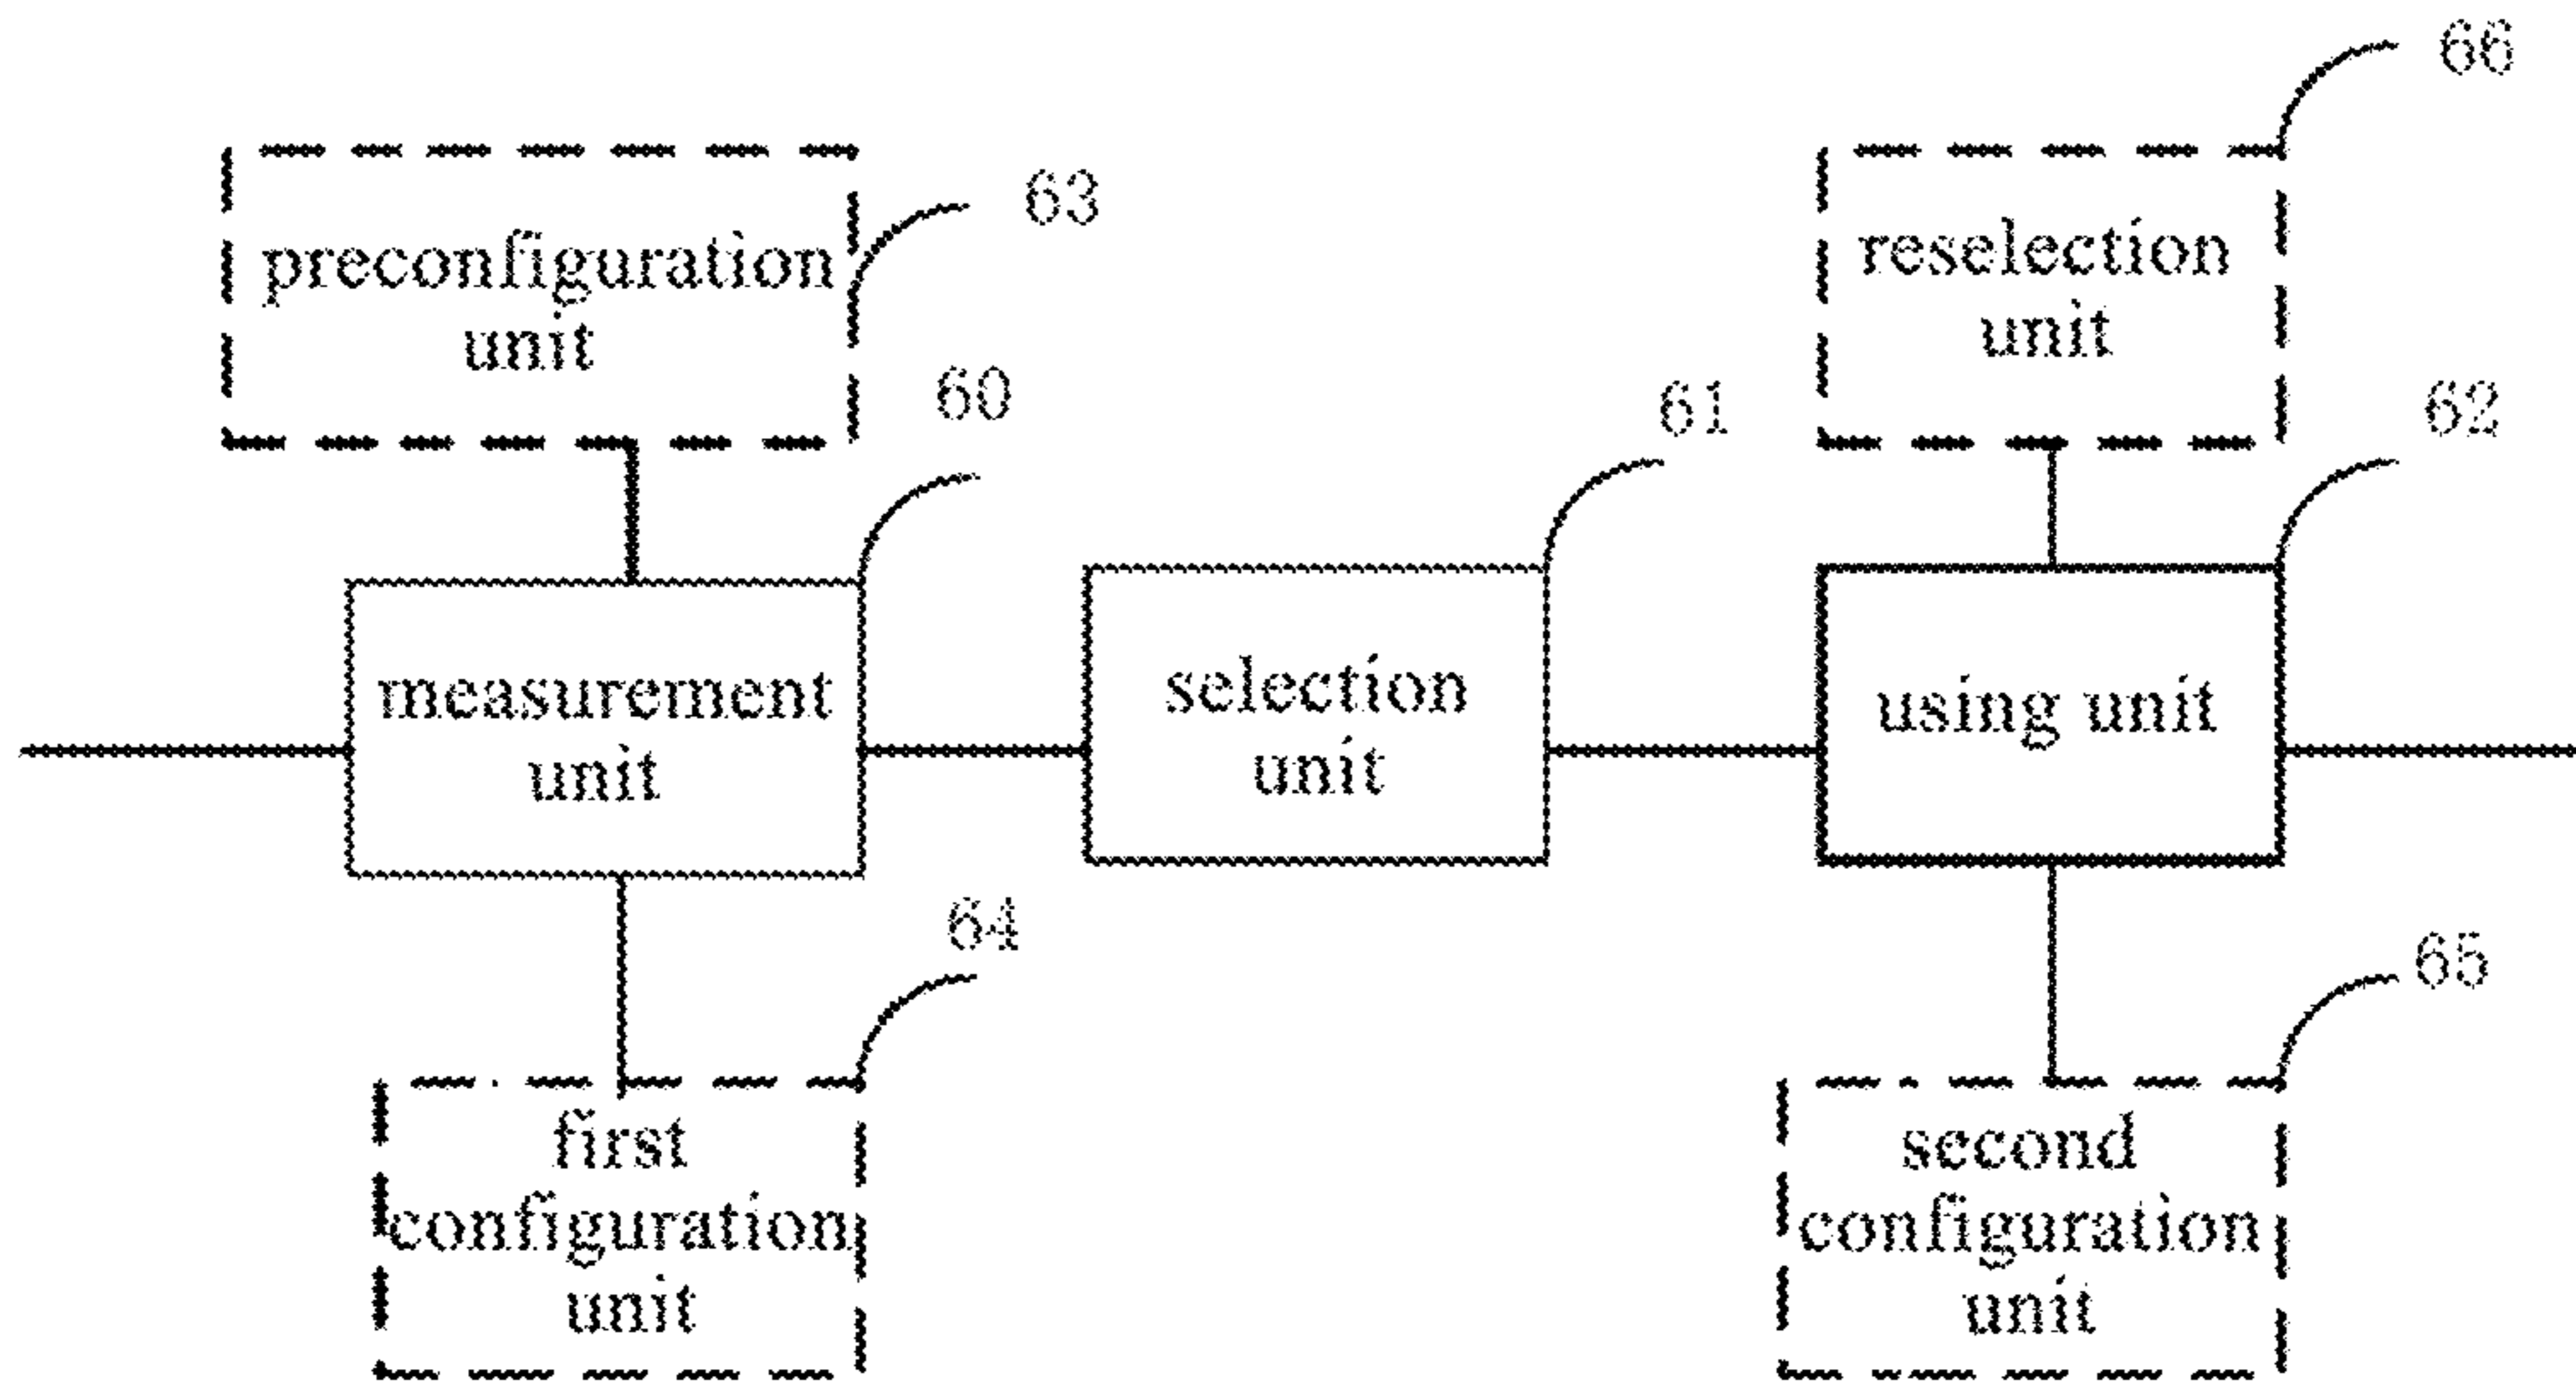 66
63
preconfiguration
unit
reselection
unit
60
61
62
measurement
unit
selection
unit
using unit
64
65
first
configuration
unit
second
configuration
unit